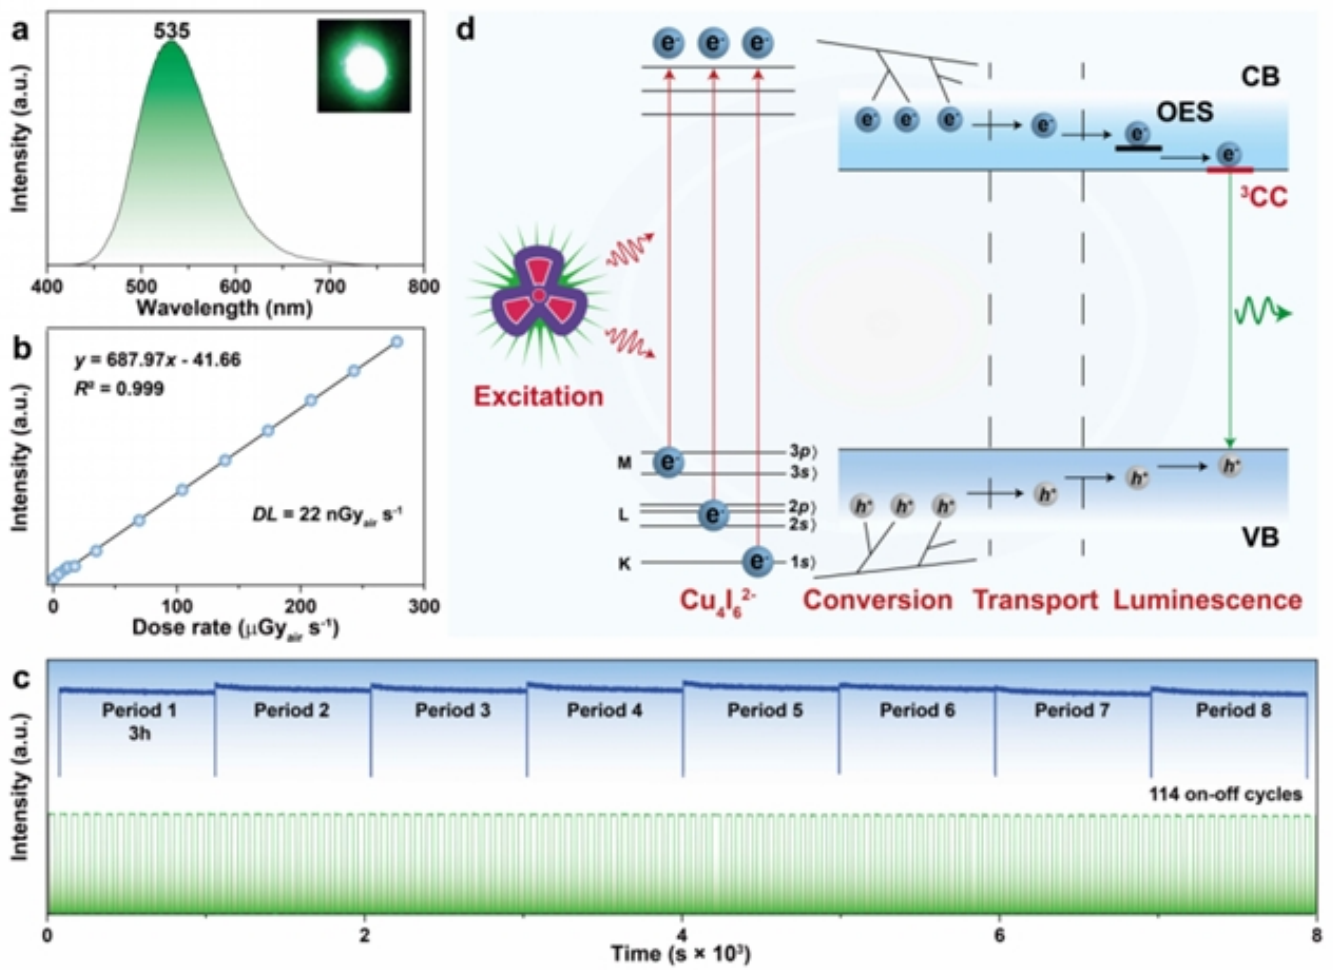 a
535
Intensity (a.u.)
400 500 600 700 800
Wavelength (nm)
b
y = 687.97x - 41.66
R² = 0.999
DL = 22 nGyair s⁻¹
Intensity (a.u.)
0 100 200 300
Dose rate (μGyair s⁻¹)
d
e⁻ e⁻ e⁻
CB
OES
e⁻ e⁻ e⁻ e⁻ e⁻ e⁻
³CC
Excitation
M e⁻ 3p⟩
3s⟩
L e⁻ 2p⟩
2s⟩
K e⁻ 1s⟩
h⁺ h⁺ h⁺ h⁺ h⁺ h⁺
VB
Cu₄I₆²⁻ Conversion Transport Luminescence
c
Intensity (a.u.)
Period 1 Period 2 Period 3 Period 4 Period 5 Period 6 Period 7 Period 8
3h
114 on-off cycles
0 2 4 6 8
Time (s × 10³)